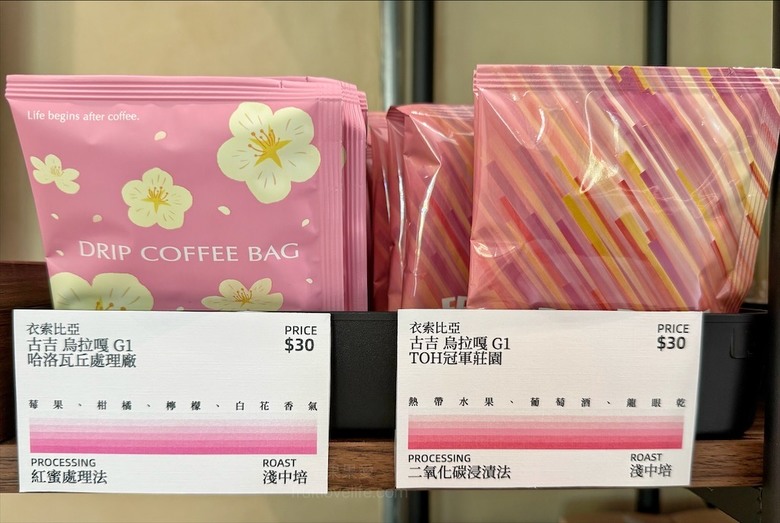 Life begins after coffee.
DRIP COFFEE BAG
衣索比亞
古吉 烏拉嘎 G1
哈洛瓦丘處理廠
PRICE
$30
莓果、柑橘、檸檬、白花香氣
PROCESSING
紅蜜處理法
ROAST
淺中培
衣索比亞
古吉 烏拉嘎 G1
TOH冠軍莊園
PRICE
$30
熱帶水果、葡萄酒、龍眼乾
PROCESSING
二氧化碳浸漬法
ROAST
淺中培